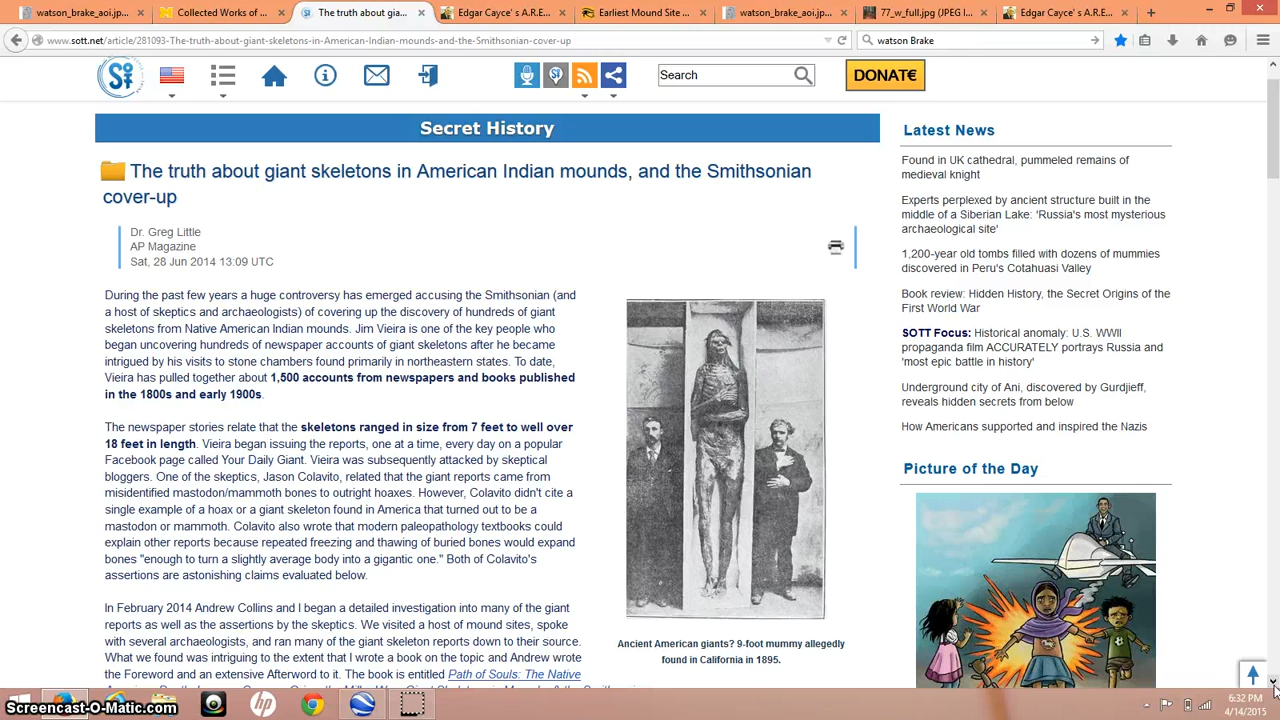 watson_brake_aoi.jp...
Collected Works of ...
The truth about gia...
Edgar Cayce' s A.R.E...
Earliest Mound Site ...
watson_brake_aoi.jp...
77_w_full.jpg (JPEG I...
Edgar Cayce' s A.R.E...
www.sott.net/article/281093-The-truth-about-giant-skeletons-in-American-Indian-mounds-and-the-Smithsonian-cover-up
watson Brake
Search
DONAT€
Secret History
The truth about giant skeletons in American Indian mounds, and the Smithsonian
cover-up
Dr. Greg Little
AP Magazine
Sat, 28 Jun 2014 13:09 UTC
During the past few years a huge controversy has emerged accusing the Smithsonian (and
a host of skeptics and archaeologists) of covering up the discovery of hundreds of giant
skeletons from Native American Indian mounds. Jim Vieira is one of the key people who
began uncovering hundreds of newspaper accounts of giant skeletons after he became
intrigued by his visits to stone chambers found primarily in northeastern states. To date,
Vieira has pulled together about 1,500 accounts from newspapers and books published
in the 1800s and early 1900s.
The newspaper stories relate that the skeletons ranged in size from 7 feet to well over
18 feet in length. Vieira began issuing the reports, one at a time, every day on a popular
Facebook page called Your Daily Giant. Vieira was subsequently attacked by skeptical
bloggers. One of the skeptics, Jason Colavito, related that the giant reports came from
misidentified mastodon/mammoth bones to outright hoaxes. However, Colavito didn't cite a
single example of a hoax or a giant skeleton found in America that turned out to be a
mastodon or mammoth. Colavito also wrote that modern paleopathology textbooks could
explain other reports because repeated freezing and thawing of buried bones would expand
bones "enough to turn a slightly average body into a gigantic one." Both of Colavito's
assertions are astonishing claims evaluated below.
In February 2014 Andrew Collins and I began a detailed investigation into many of the giant
reports as well as the assertions by the skeptics. We visited a host of mound sites, spoke
with several archaeologists, and ran many of the giant skeleton reports down to their source.
What we found was intriguing to the extent that I wrote a book on the topic and Andrew wrote
the Foreword and an extensive Afterword to it. The book is entitled Path of Souls: The Native
Ancient American giants? 9-foot mummy allegedly
found in California in 1895.
Latest News
Found in UK cathedral, pummeled remains of
medieval knight
Experts perplexed by ancient structure built in the
middle of a Siberian Lake: 'Russia's most mysterious
archaeological site'
1,200-year old tombs filled with dozens of mummies
discovered in Peru's Cotahuasi Valley
Book review: Hidden History, the Secret Origins of the
First World War
SOTT Focus: Historical anomaly: U.S. WWII
propaganda film ACCURATELY portrays Russia and
'most epic battle in history'
Underground city of Ani, discovered by Gurdjieff,
reveals hidden secrets from below
How Americans supported and inspired the Nazis
Picture of the Day
Screencast-O-Matic.com
hp
6:32 PM
4/14/2015